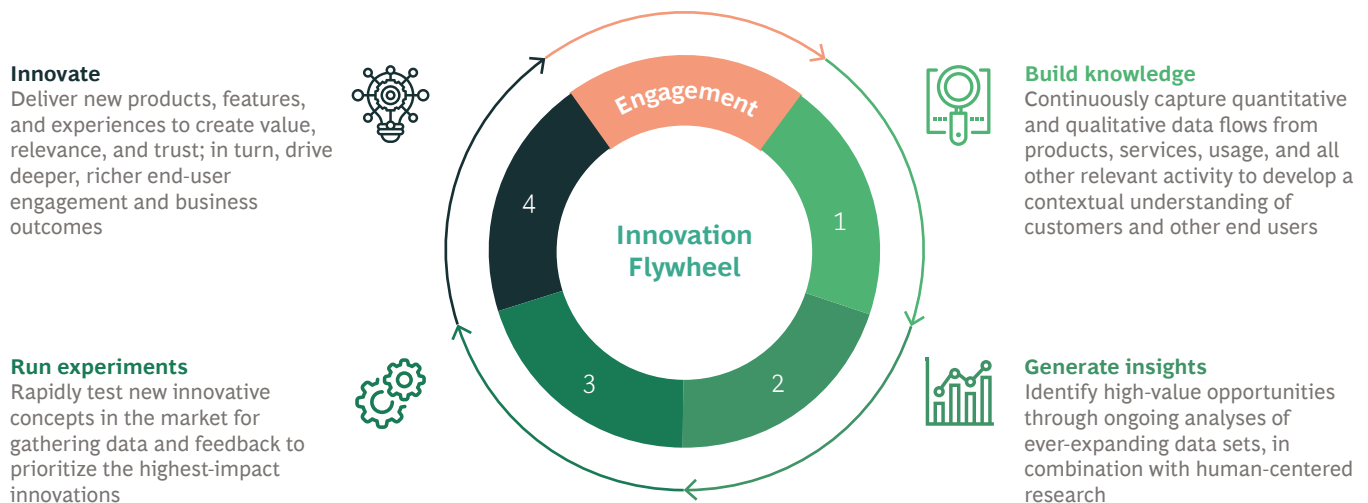 Innovate
Deliver new products, features,
and experiences to create value,
relevance, and trust; in turn, drive
deeper, richer end-user
engagement and business
outcomes
Engagement
Build knowledge
Continuously capture quantitative
and qualitative data flows from
products, services, usage, and all
other relevant activity to develop a
contextual understanding of
customers and other end users
4
1
Innovation
Flywheel
3
2
Run experiments
Rapidly test new innovative
concepts in the market for
gathering data and feedback to
prioritize the highest-impact
innovations
Generate insights
Identify high-value opportunities
through ongoing analyses of
ever-expanding data sets, in
combination with human-centered
research